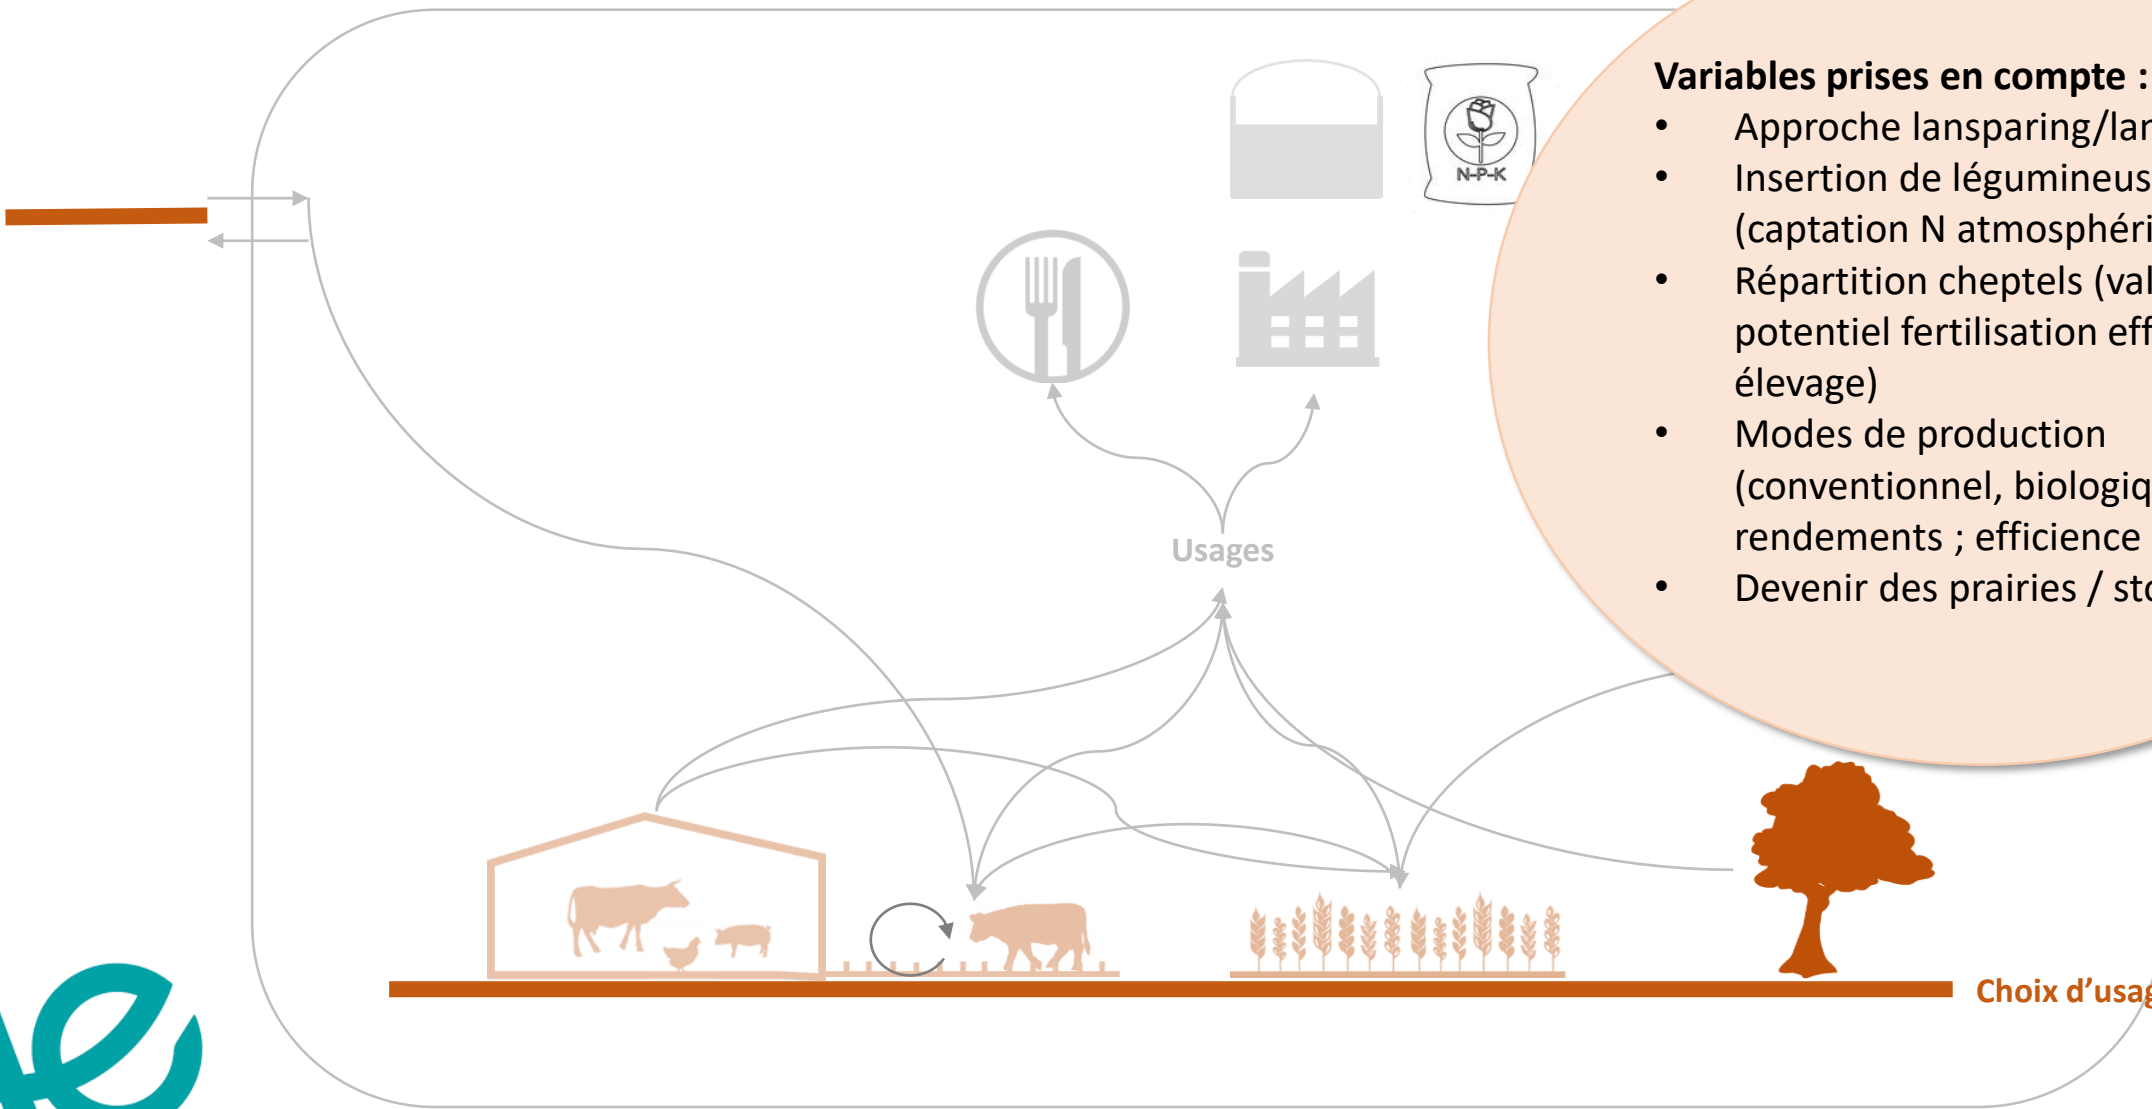 Variables prises en compte :
• Approche lansparing/lan
• Insertion de légumineus
(captation N atmosphéri
• Répartition cheptels (val
potentiel fertilisation eff
élevage)
• Modes de production
(conventionnel, biologiq
rendements ; efficience
• Devenir des prairies / sto
N-P-K
Usages
Choix d’usag